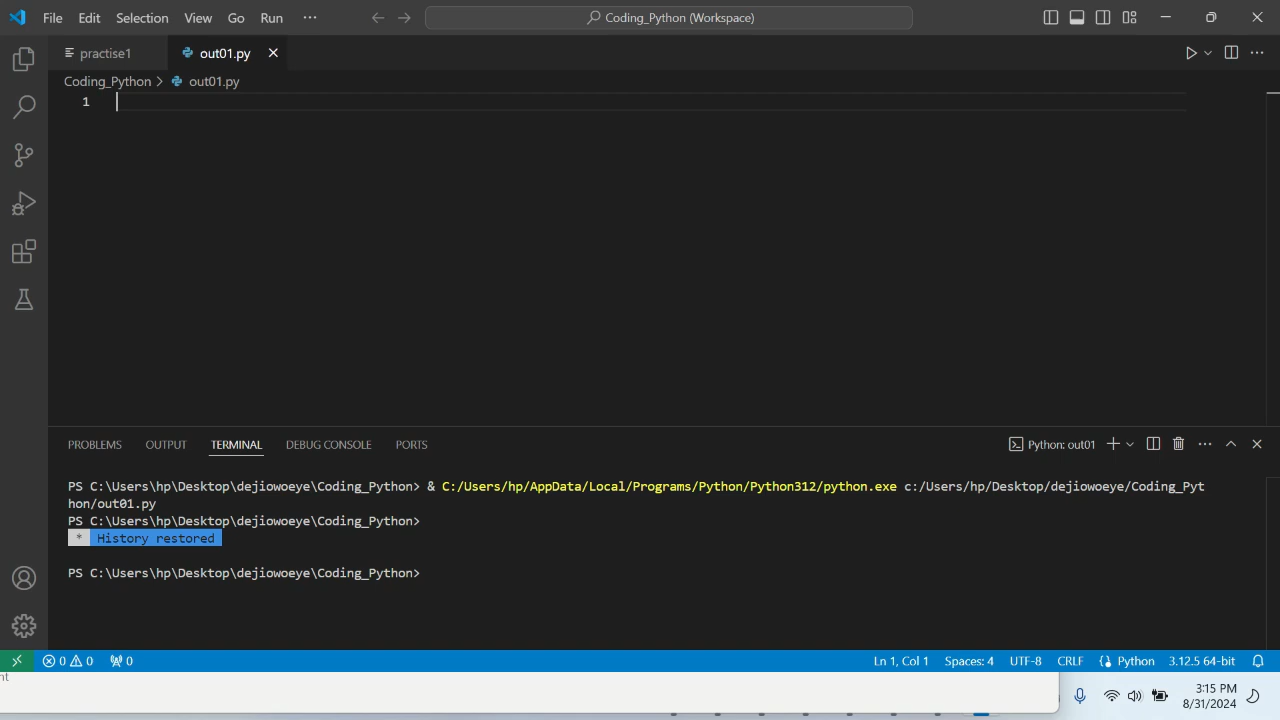 File Edit Selection View Go Run ··· Coding_Python (Workspace)
practise1 out01.py
Coding_Python > out01.py
1
PROBLEMS OUTPUT TERMINAL DEBUG CONSOLE PORTS Python: out01
PS C:\Users\hp\Desktop\dejiowoeye\Coding_Python> & C:/Users/hp/AppData/Local/Programs/Python/Python312/python.exe c:/Users/hp/Desktop/dejiowoeye/Coding_Pyt
hon/out01.py
PS C:\Users\hp\Desktop\dejiowoeye\Coding_Python>
* History restored
PS C:\Users\hp\Desktop\dejiowoeye\Coding_Python>
0 0 0 Ln 1, Col 1 Spaces: 4 UTF-8 CRLF Python 3.12.5 64-bit
nt
3:15 PM
8/31/2024